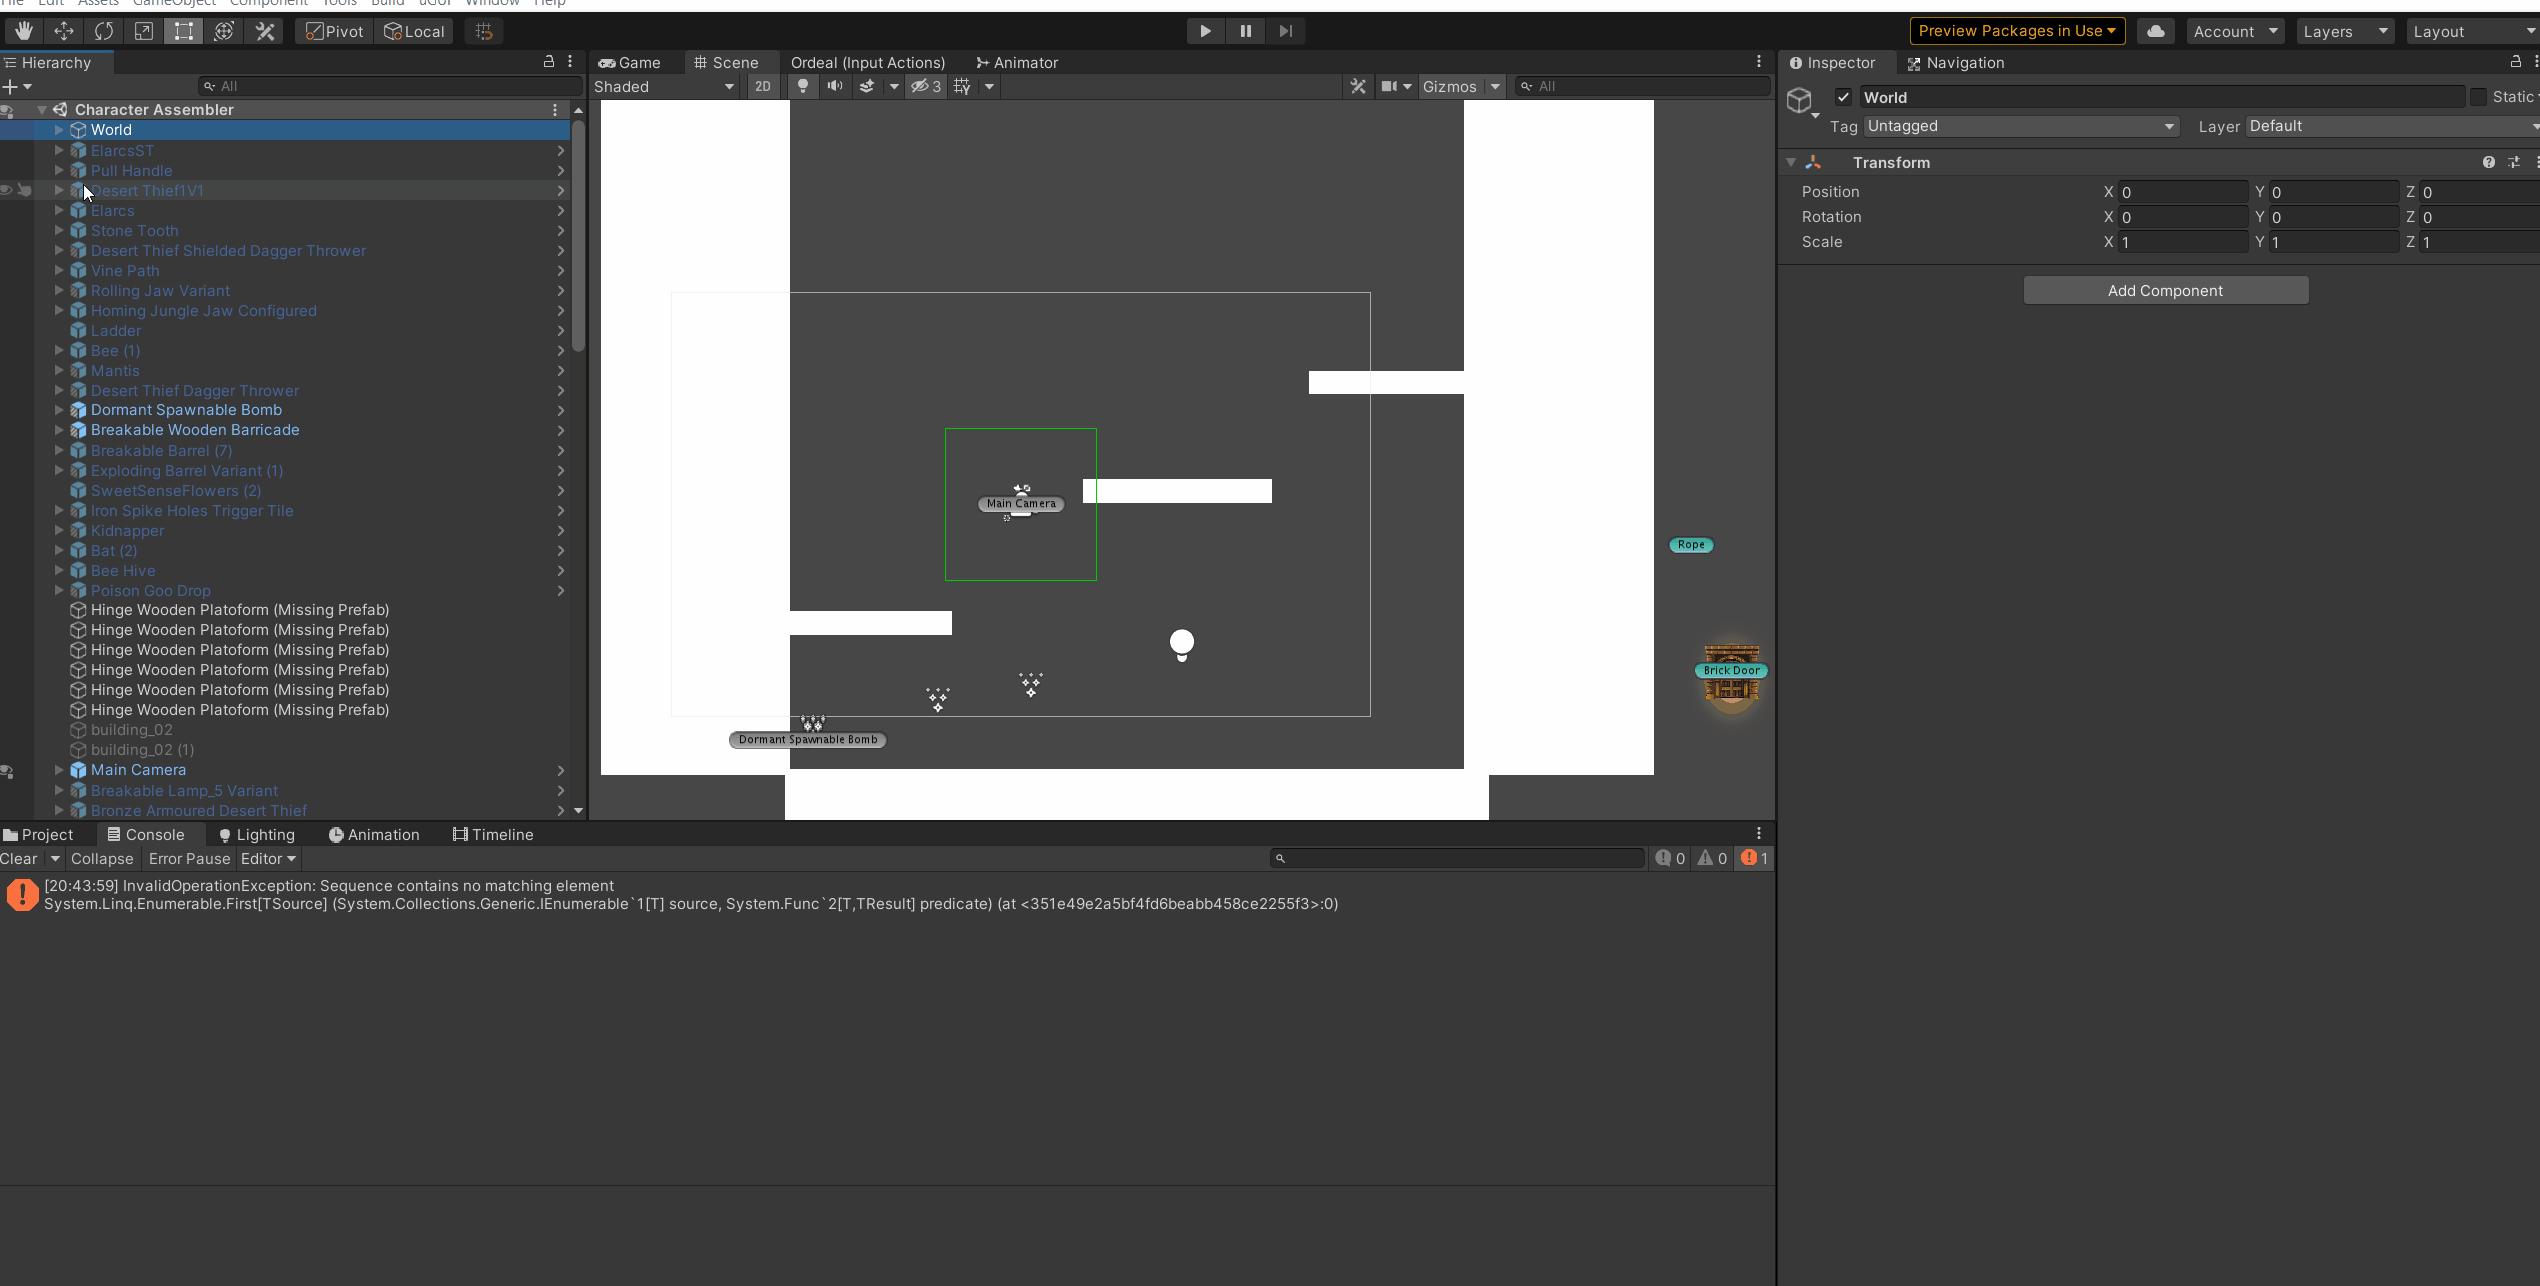 File Edit Assets GameObject Component Tools Build uGUI Window Help
Pivot Local Preview Packages in Use Account Layers Layout
Hierarchy
All
Character Assembler
World
ElarcsST
Pull Handle
Desert Thief1V1
Elarcs
Stone Tooth
Desert Thief Shielded Dagger Thrower
Vine Path
Rolling Jaw Variant
Homing Jungle Jaw Configured
Ladder
Bee (1)
Mantis
Desert Thief Dagger Thrower
Dormant Spawnable Bomb
Breakable Wooden Barricade
Breakable Barrel (7)
Exploding Barrel Variant (1)
SweetSenseFlowers (2)
Iron Spike Holes Trigger Tile
Kidnapper
Bat (2)
Bee Hive
Poison Goo Drop
Hinge Wooden Platoform (Missing Prefab)
Hinge Wooden Platoform (Missing Prefab)
Hinge Wooden Platoform (Missing Prefab)
Hinge Wooden Platoform (Missing Prefab)
Hinge Wooden Platoform (Missing Prefab)
Hinge Wooden Platoform (Missing Prefab)
building_02
building_02 (1)
Main Camera
Breakable Lamp_5 Variant
Bronze Armoured Desert Thief
Game Scene Ordeal (Input Actions) Animator
Shaded 2D 3 Gizmos All
Main Camera
Rope
Brick Door
Dormant Spawnable Bomb
Inspector Navigation
World Static
Tag Untagged Layer Default
Transform
Position X 0 Y 0 Z 0
Rotation X 0 Y 0 Z 0
Scale X 1 Y 1 Z 1
Add Component
Project Console Lighting Animation Timeline
Clear Collapse Error Pause Editor 0 0 1
[20:43:59] InvalidOperationException: Sequence contains no matching element
System.Linq.Enumerable.First[TSource] (System.Collections.Generic.IEnumerable`1[T] source, System.Func`2[T,TResult] predicate) (at <351e49e2a5bf4fd6beabb458ce2255f3>:0)